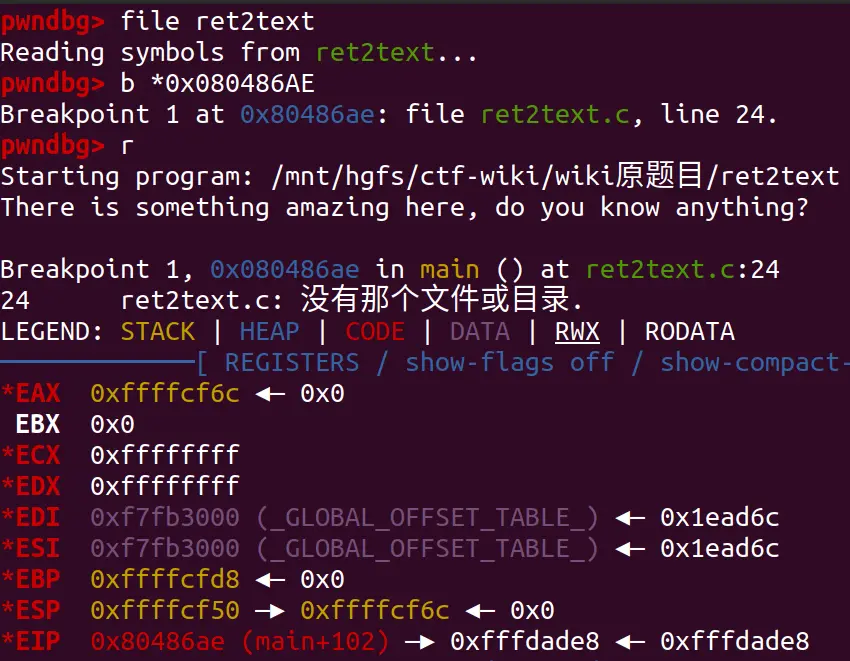 pwndbg> file ret2text
Reading symbols from ret2text...
pwndbg> b *0x080486AE
Breakpoint 1 at 0x80486ae: file ret2text.c, line 24.
pwndbg> r
Starting program: /mnt/hgfs/ctf-wiki/wiki原题目/ret2text
There is something amazing here, do you know anything?
Breakpoint 1, 0x080486ae in main () at ret2text.c:24
24      ret2text.c: 没有那个文件或目录.
LEGEND: STACK | HEAP | CODE | DATA | RWX | RODATA
─────────────[ REGISTERS / show-flags off / show-compact-
*EAX  0xffffcf6c ◂— 0x0
 EBX  0x0
*ECX  0xffffffff
*EDX  0xffffffff
*EDI  0xf7fb3000 (_GLOBAL_OFFSET_TABLE_) ◂— 0x1ead6c
*ESI  0xf7fb3000 (_GLOBAL_OFFSET_TABLE_) ◂— 0x1ead6c
*EBP  0xffffcfd8 ◂— 0x0
*ESP  0xffffcf50 —▸ 0xffffcf6c ◂— 0x0
*EIP  0x80486ae (main+102) —▸ 0xfffdade8 ◂— 0xfffdade8